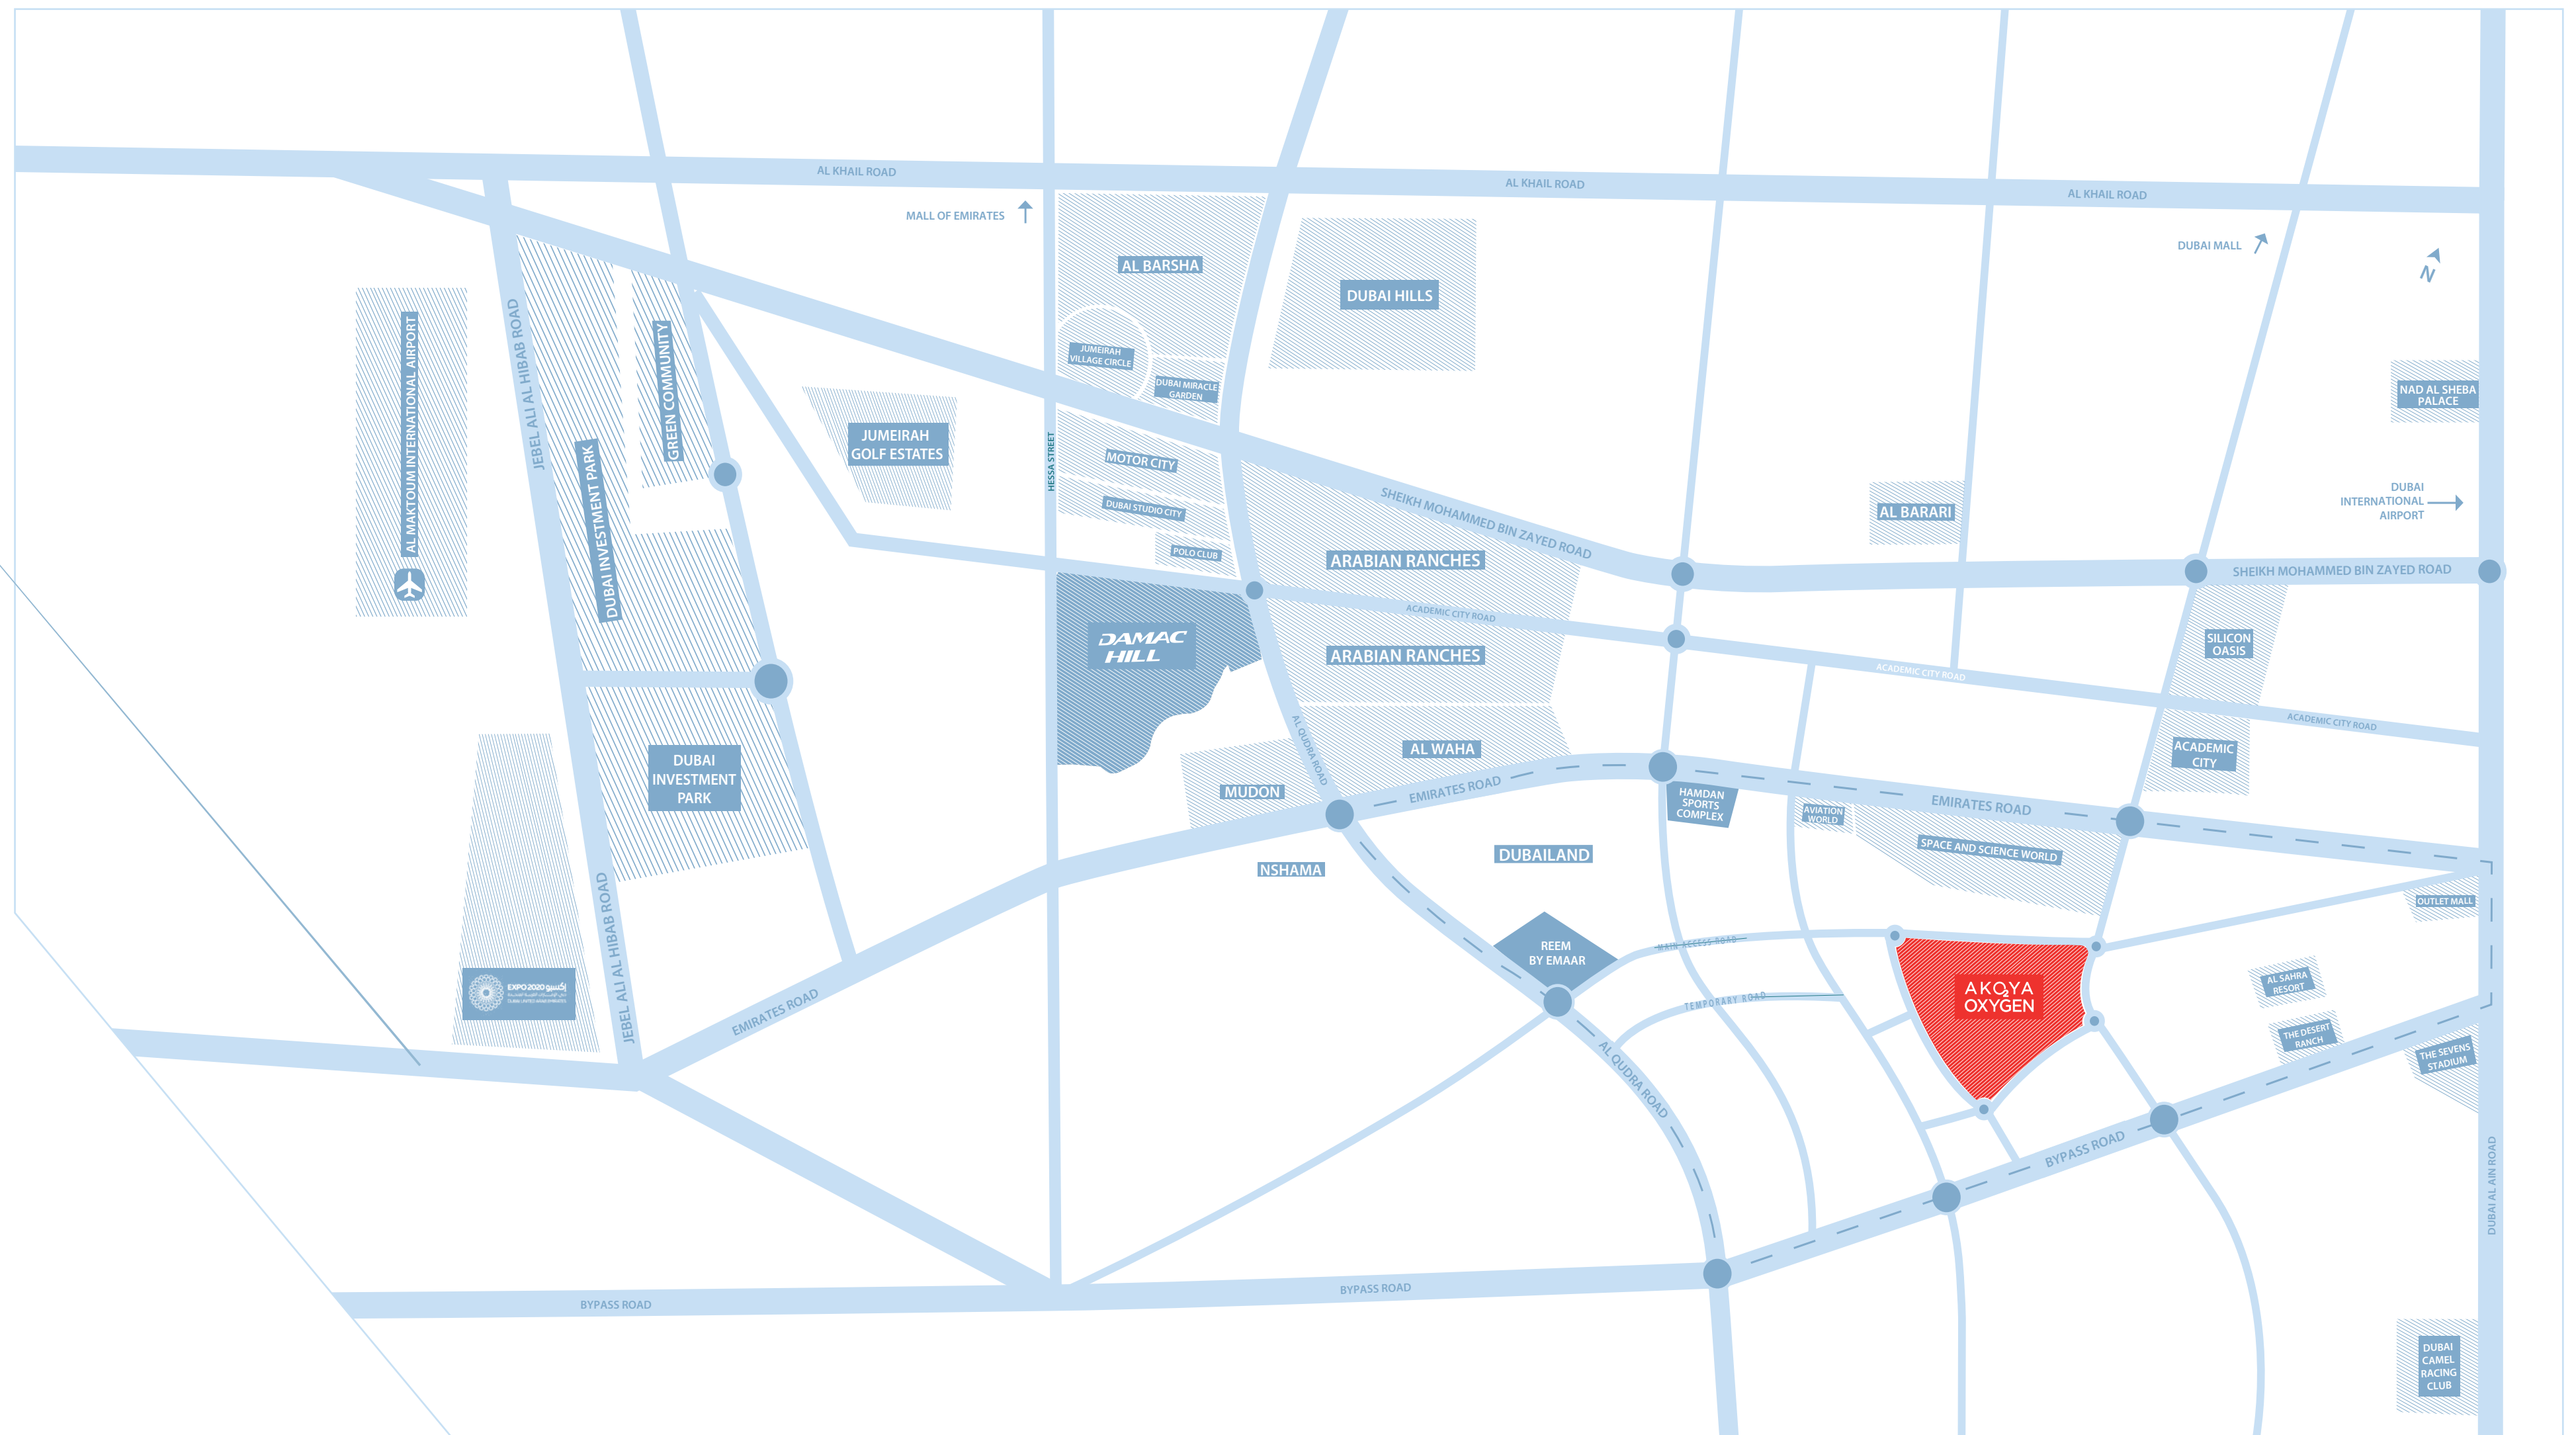 AL KHAIL ROAD
AL KHAIL ROAD
AL KHAIL ROAD
MALL OF EMIRATES
DUBAI MALL
N
AL BARSHA
DUBAI HILLS
JUMEIRAH
VILLAGE CIRCLE
DUBAI MIRACLE
GARDEN
NAD AL SHEBA
PALACE
AL MAKTOUM INTERNATIONAL AIRPORT
JEBEL ALI AL HIBAB ROAD
GREEN COMMUNITY
DUBAI INVESTMENT PARK
JUMEIRAH
GOLF ESTATES
HESSA STREET
MOTOR CITY
DUBAI STUDIO CITY
POLO CLUB
SHEIKH MOHAMMED BIN ZAYED ROAD
AL BARARI
DUBAI
INTERNATIONAL
AIRPORT
SHEIKH MOHAMMED BIN ZAYED ROAD
ARABIAN RANCHES
ACADEMIC CITY ROAD
DAMAC
HILL
ARABIAN RANCHES
ACADEMIC CITY ROAD
SILICON
OASIS
ACADEMIC CITY ROAD
AL QUDRA ROAD
AL WAHA
ACADEMIC
CITY
DUBAI
INVESTMENT
PARK
MUDON
EMIRATES ROAD
HAMDAN
SPORTS
COMPLEX
AVIATION
WORLD
EMIRATES ROAD
SPACE AND SCIENCE WORLD
NSHAMA
DUBAILAND
OUTLET MALL
REEM
BY EMAAR
MAIN ACCESS ROAD
TEMPORARY ROAD
AKOYA
OXYGEN
AL SAHRA
RESORT
THE DESERT
RANCH
THE SEVENS
STADIUM
EXPO 2020 إكسبو
JEBEL ALI AL HIBAB ROAD
EMIRATES ROAD
AL QUDRA ROAD
BYPASS ROAD
DUBAI AL AIN ROAD
BYPASS ROAD
BYPASS ROAD
DUBAI
CAMEL
RACING
CLUB